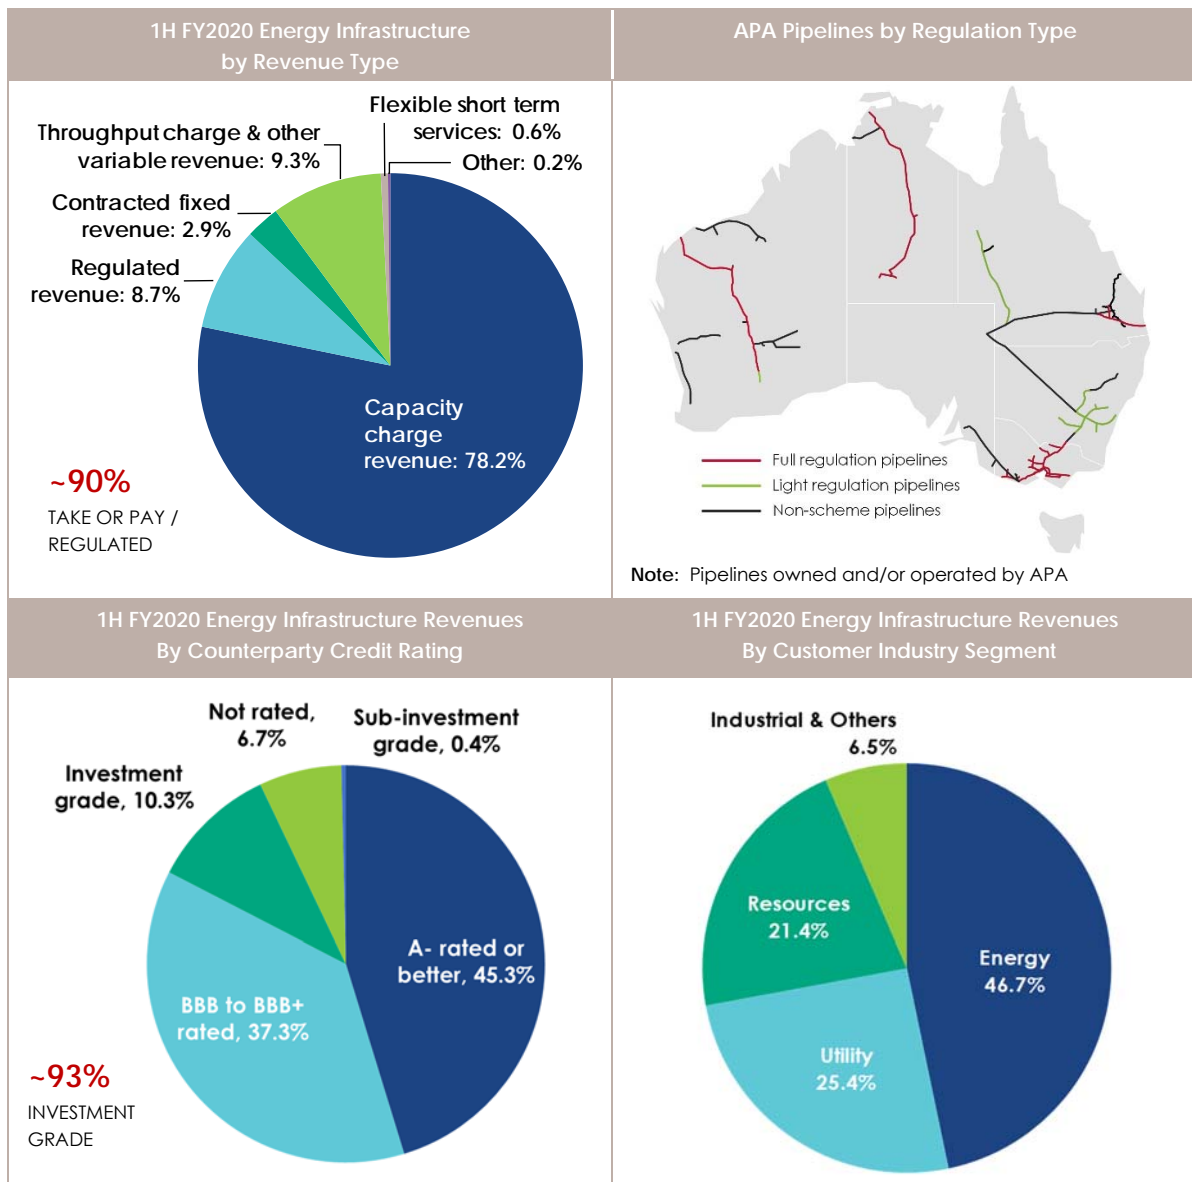 1H FY2020 Energy Infrastructure
by Revenue Type
APA Pipelines by Regulation Type
Flexible short term
services: 0.6%
Throughput charge & other
variable revenue: 9.3%
Other: 0.2%
Contracted fixed
revenue: 2.9%
Regulated
revenue: 8.7%
Capacity
charge
revenue: 78.2%
~90%
TAKE OR PAY /
REGULATED
Full regulation pipelines
Light regulation pipelines
Non-scheme pipelines
Note: Pipelines owned and/or operated by APA
1H FY2020 Energy Infrastructure Revenues
By Counterparty Credit Rating
1H FY2020 Energy Infrastructure Revenues
By Customer Industry Segment
Not rated,
6.7%
Sub-investment
grade, 0.4%
Investment
grade, 10.3%
A- rated or
better, 45.3%
BBB to BBB+
rated, 37.3%
~93%
INVESTMENT
GRADE
Industrial & Others
6.5%
Resources
21.4%
Energy
46.7%
Utility
25.4%